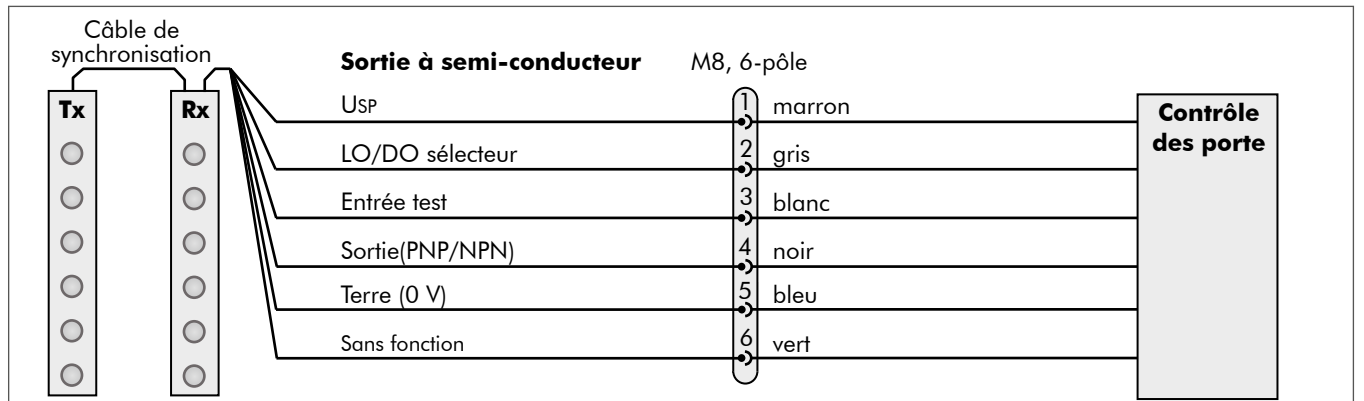 Câble de
synchronisation
Sortie à semi-conducteur
M8, 6-pôle
Tx
Rx
USP
1
marron
LO/DO sélecteur
2
gris
Entrée test
3
blanc
Sortie(PNP/NPN)
4
noir
Terre (0 V)
5
bleu
Sans fonction
6
vert
Contrôle
des porte